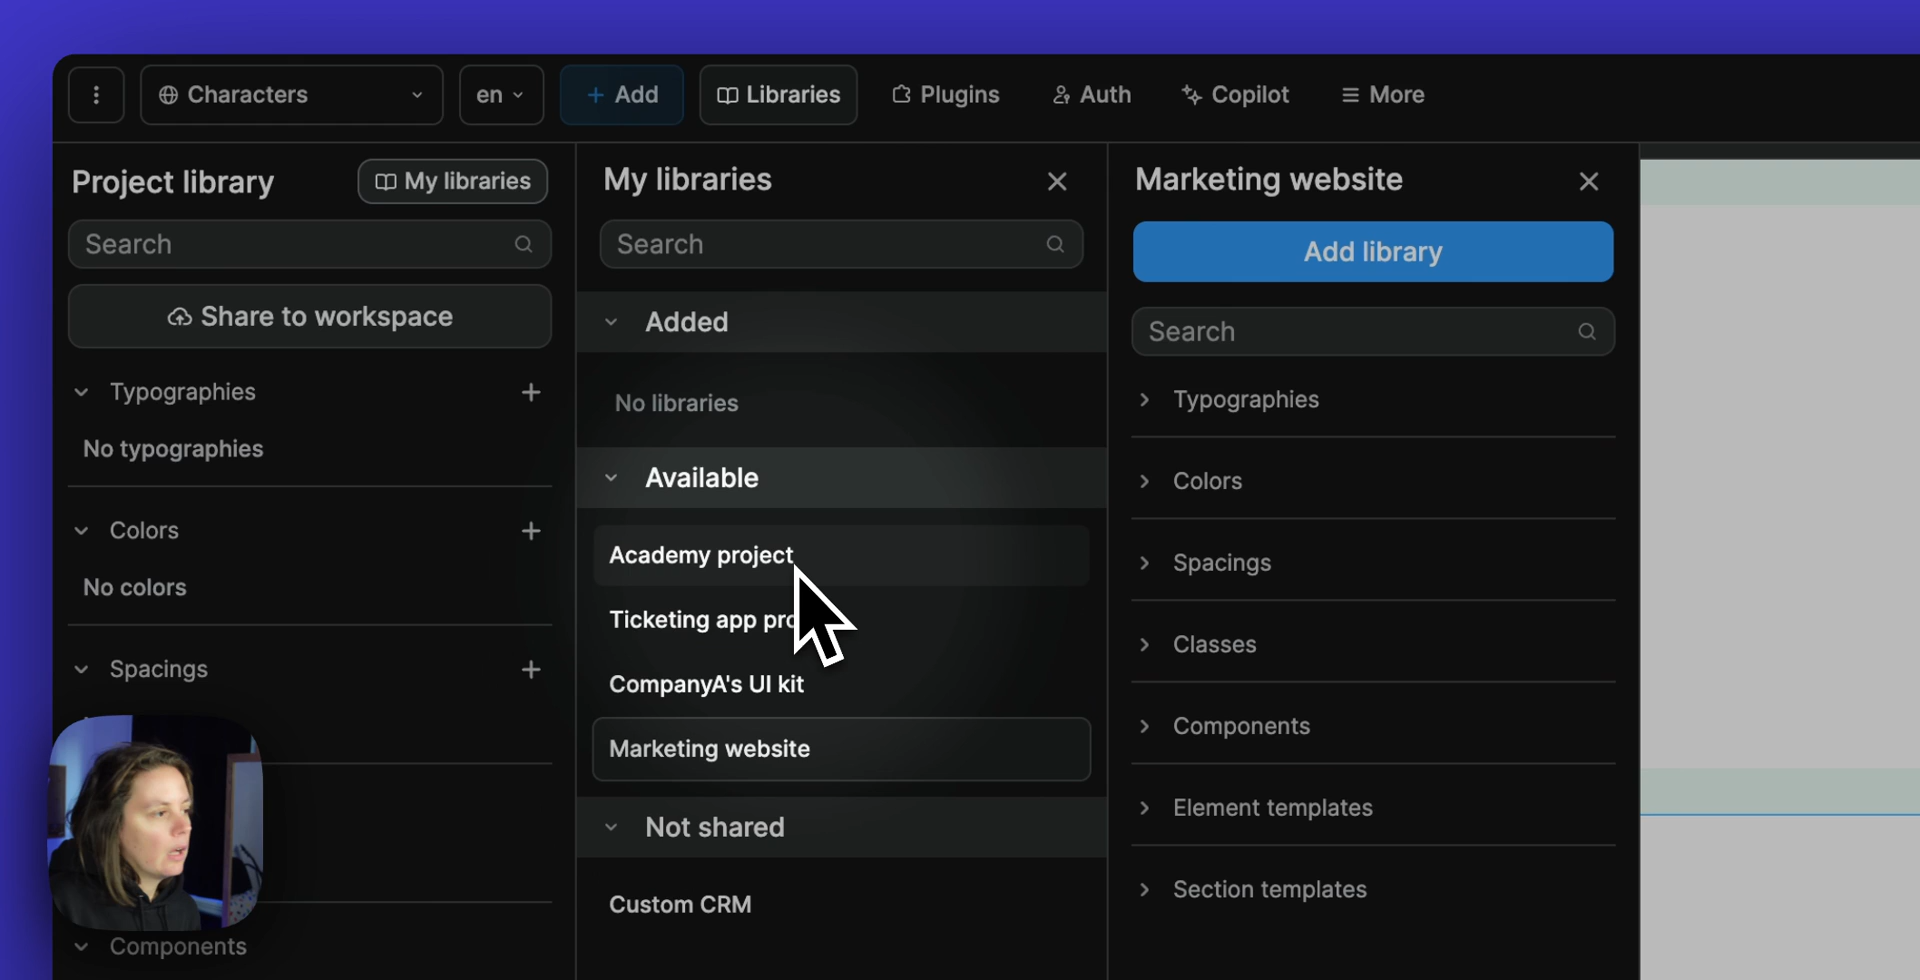 Characters
en
+ Add
Libraries
Plugins
Auth
Copilot
More
Project library
My libraries
Search
Share to workspace
Typographies
No typographies
Colors
No colors
Spacings
Components
My libraries
Search
Added
No libraries
Available
Academy project
Ticketing app
CompanyA's UI kit
Marketing website
Not shared
Custom CRM
Marketing website
Add library
Search
Typographies
Colors
Spacings
Classes
Components
Element templates
Section templates